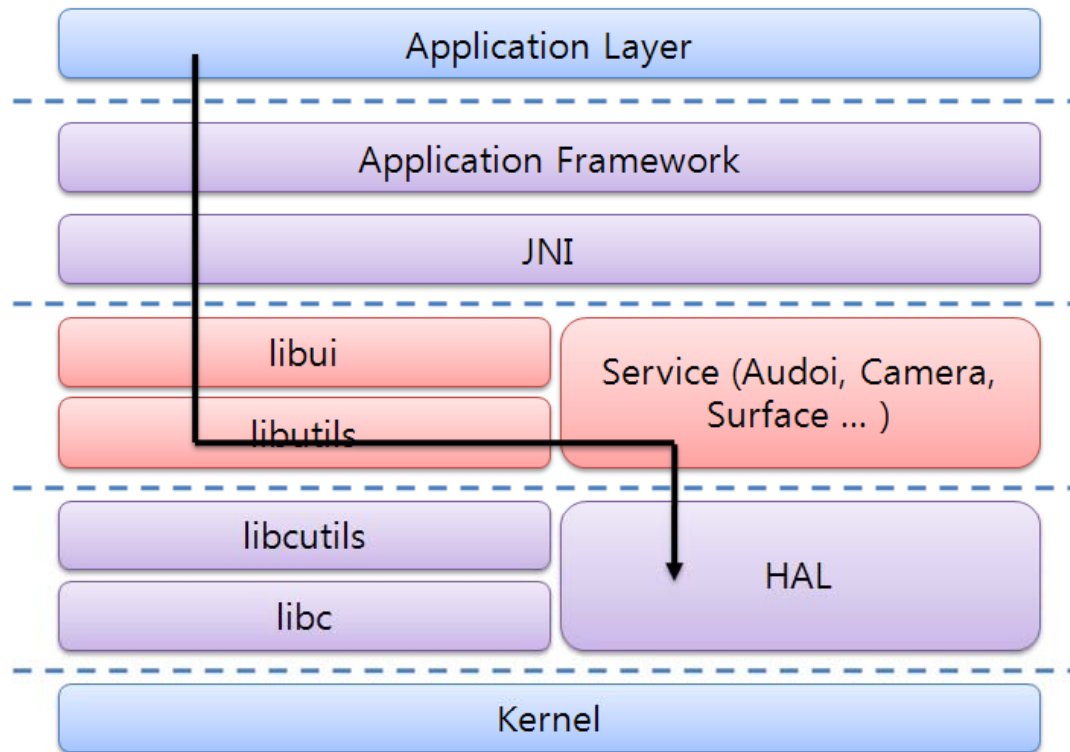 Application Layer
Application Framework
JNI
libui
libutils
Service (Audoi, Camera,
Surface ... )
libcutils
libc
HAL
Kernel